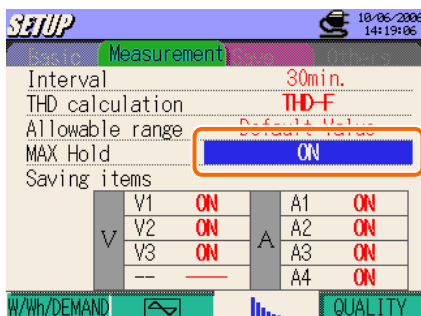 SETUP 10/06/2006
14:19:06
Basic Measurement Save Others
Interval 30min.
THD calculation THD-F
Allowable range Default Value
MAX Hold ON
Saving items
V V1 ON A A1 ON
V2 ON A2 ON
V3 ON A3 ON
-- —— A4 ON
W/Wh/DEMAND QUALITY